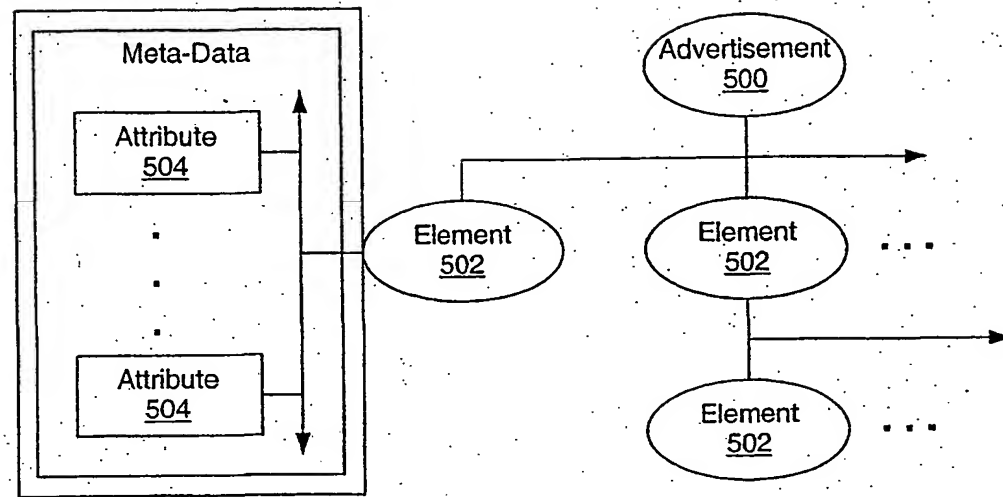 Meta-Data
Attribute
504
Attribute
504
Element
502
Advertisement
500
Element
502
Element
502